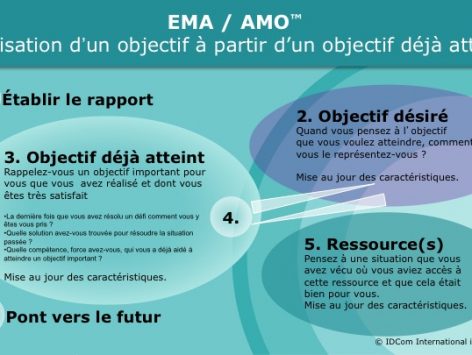 EMA / AMO™
isation d'un objectif à partir d'un objectif déjà att
Établir le rapport
2. Objectif désiré
Quand vous pensez à l'objectif
que vous voulez atteindre, comment
vous le représentez-vous ?
Mise au jour des caractéristiques.
3. Objectif déjà atteint
Rappelez-vous un objectif important pour
vous que vous avez réalisé et dont vous
êtes très satisfait
•La dernière fois que vous avez résolu un défi comment vous y
êtes vous pris ?
•Quelle solution avez-vous trouvée pour résoudre la situation
passée ?
•Quelle compétence, force avez-vous, qui vous a déjà aidé à
atteindre un objectif important ?
Mise au jour des caractéristiques.
4.
5. Ressource(s)
Pensez à une situation que vous
avez vécu où vous aviez accès à
cette ressource et que cela était
bien pour vous.
Mise au jour des caractéristiques.
Pont vers le futur
© IDCom International i